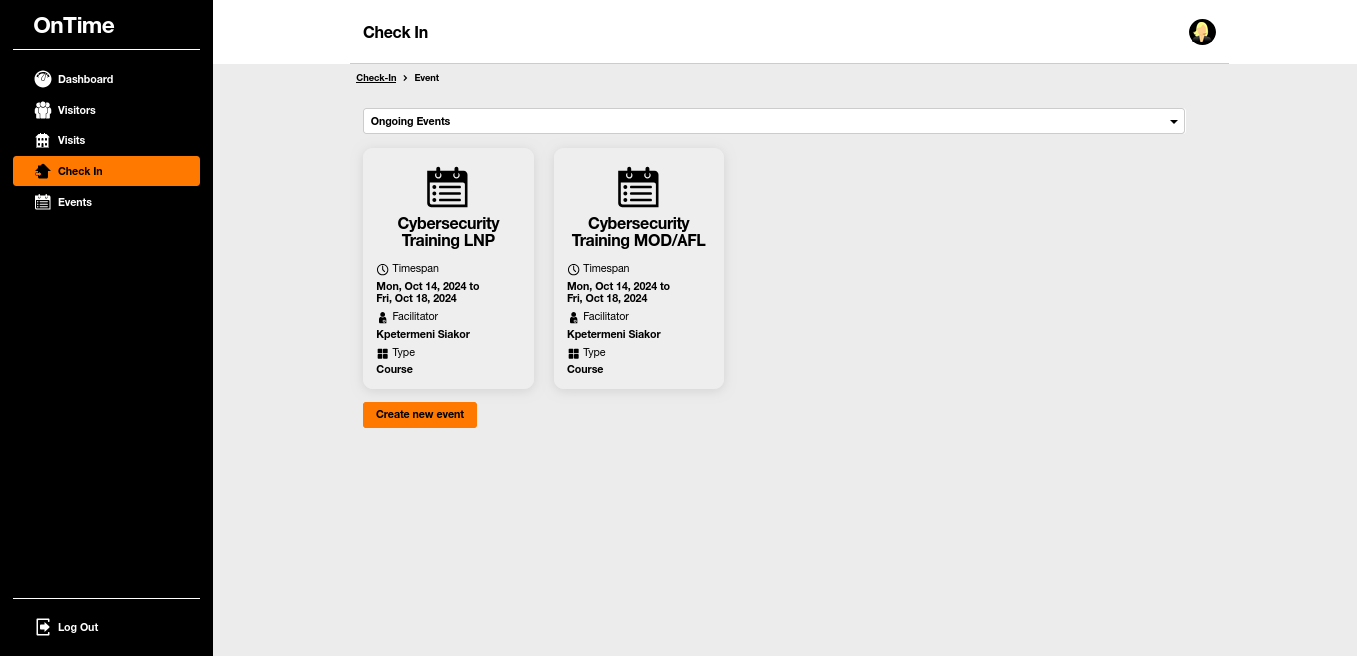 OnTime
Dashboard
Visitors
Visits
Check In
Events
Log Out
Check In
Check-In > Event
Ongoing Events
Cybersecurity
Training LNP
Timespan
Mon, Oct 14, 2024 to
Fri, Oct 18, 2024
Facilitator
Kpetermeni Siakor
Type
Course
Cybersecurity
Training MOD/AFL
Timespan
Mon, Oct 14, 2024 to
Fri, Oct 18, 2024
Facilitator
Kpetermeni Siakor
Type
Course
Create new event